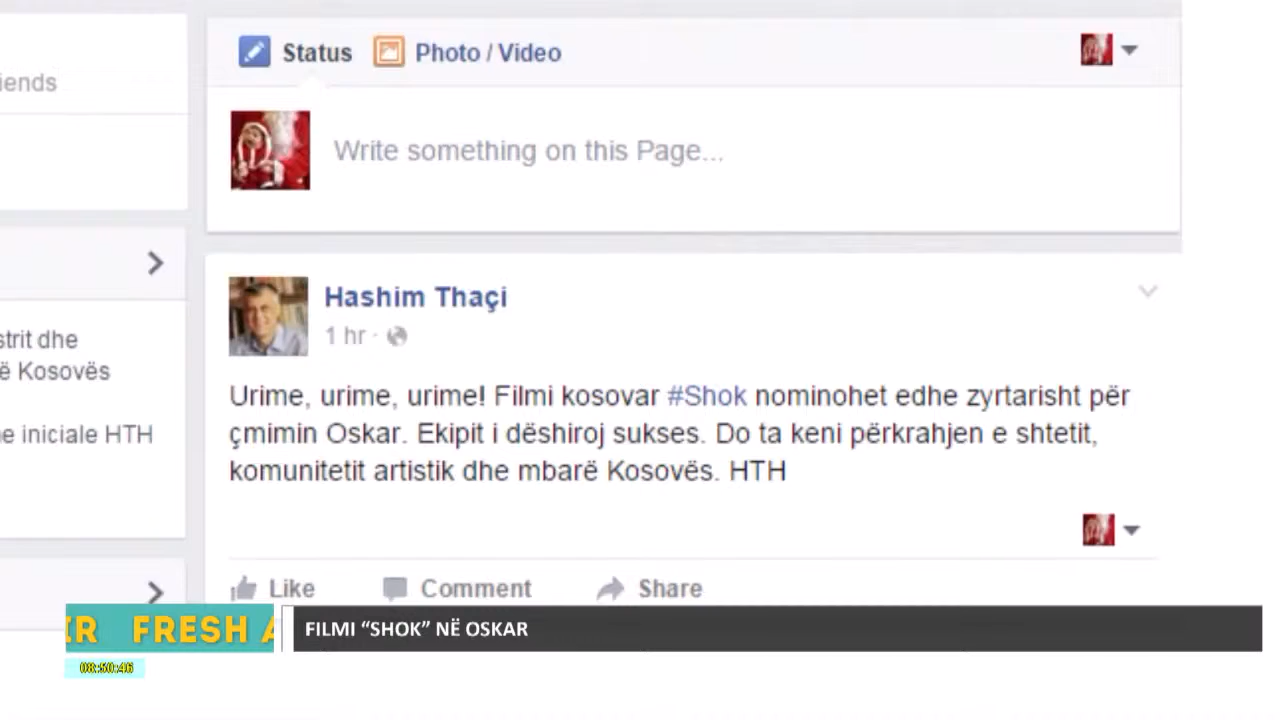 Status Photo / Video
iends
Write something on this Page...
Hashim Thaçi
1 hr ·
strit dhe
ë Kosovës
e iniciale HTH
Urime, urime, urime! Filmi kosovar #Shok nominohet edhe zyrtarisht për
çmimin Oskar. Ekipit i dëshiroj sukses. Do ta keni përkrahjen e shtetit,
komunitetit artistik dhe mbarë Kosovës. HTH
Like Comment Share
IR FRESH A
FILMI “SHOK” NË OSKAR
08:50:46